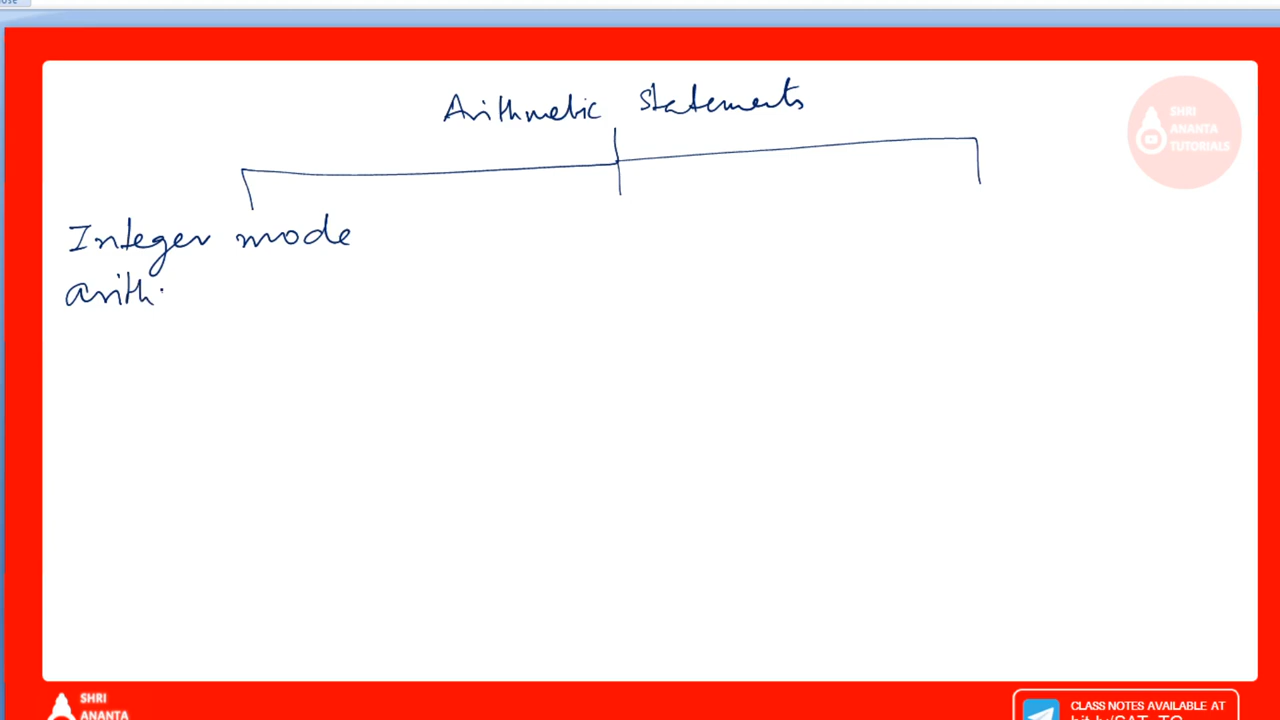 Arithmetic Statements
SHRI
ANANTA
TUTORIALS
Integer mode
arith.
SHRI
ANANTA
CLASS NOTES AVAILABLE AT